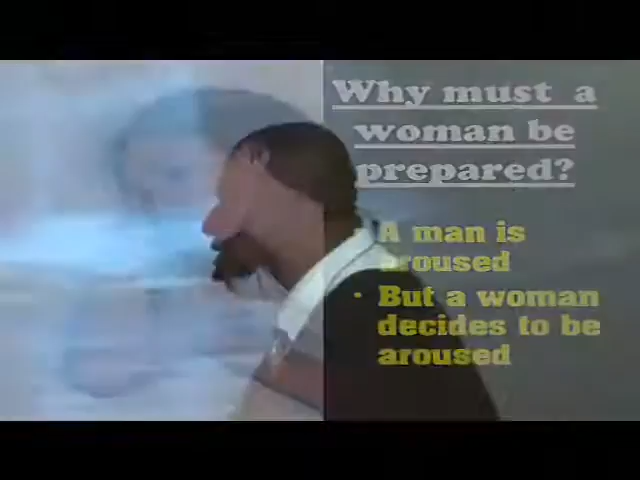 Why must a
woman be
prepared?
A man is
aroused
• But a woman
decides to be
aroused